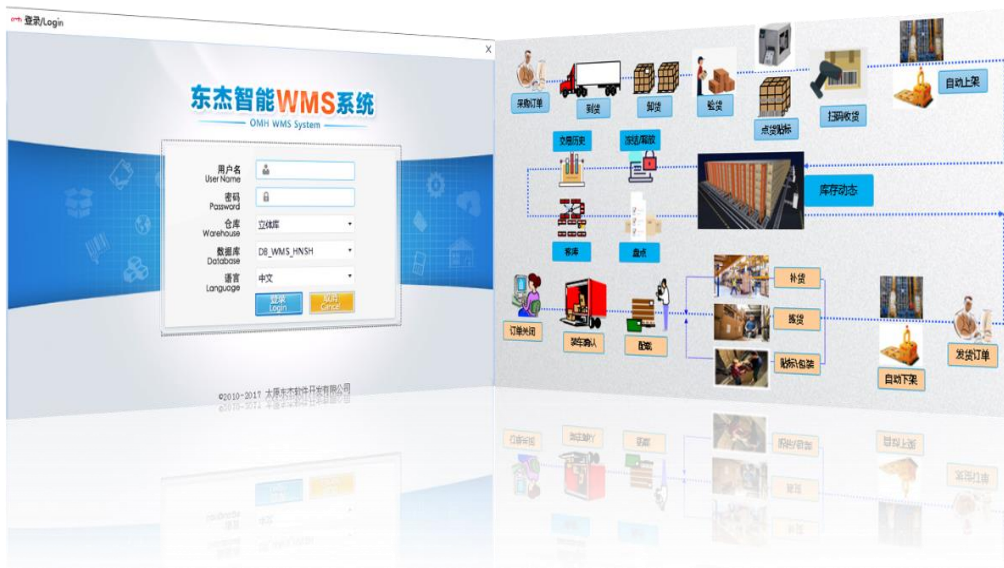 登录/Login
X
东杰智能WMS系统
OMH WMS System
用户名
User Name
密码
Password
仓库
Warehouse
立体库
数据库
Database
DB_WMS_HNSH
语言
Language
中文
登录
Login
取消
Cancel
©2010-2017 太原东杰软件开发有限公司
采购订单
到货
卸货
验货
点货贴标
扫码收货
自动上架
交易历史
冻结/释放
库存动态
移库
盘点
订单关闭
装车确认
配载
补货
拣货
贴标\包装
自动下架
发货订单